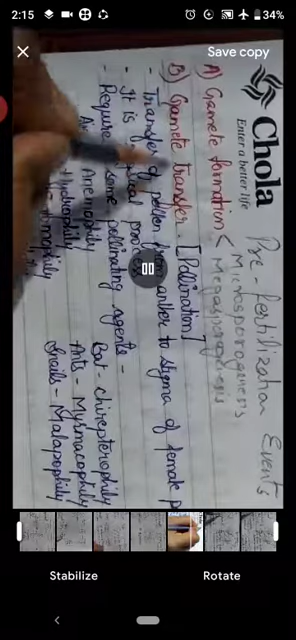 2:15
34%
Save copy
Chola
Enter a better life
Pre-fertilization Events
A) Gamete formation < Microsporogenesis
Megasporogenesis
B) Gamete transfer [Pollination]
- Transfer of pollen from anther to stigma of female p
- It is
- Require some pollinating agents -
Anemophily
Hydrophily
Bat - chiropterophily
Ants - Myrmacophily
Snails - Malacophily
Stabilize
Rotate